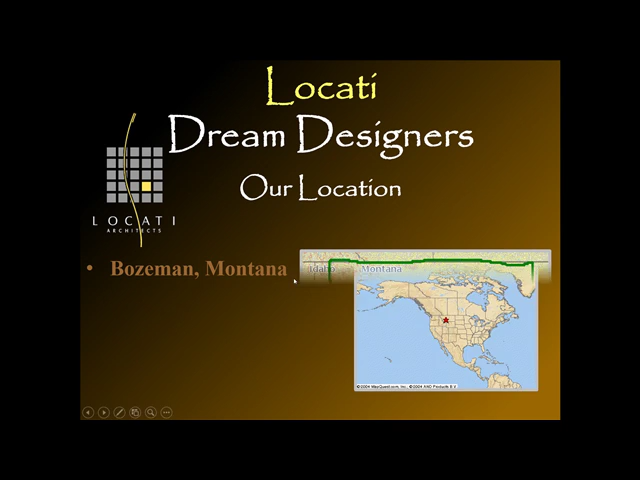 Locati
Dream Designers
Our Location
LOCATI
ARCHITECTS
• Bozeman, Montana
Idaho
Montana
© 2004 MapQuest.com, Inc., © 2004 AND Products B.V.